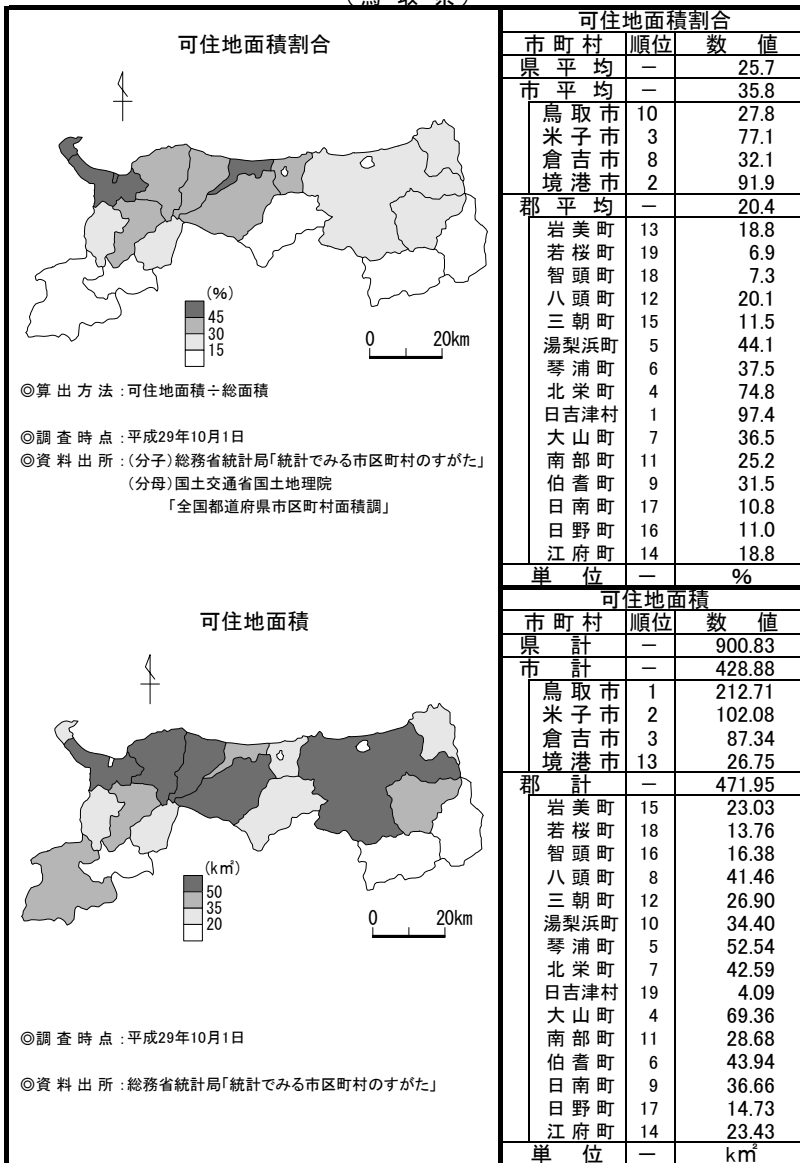 可住地面積割合
(%)
45
30
15
0 20km
◎算出方法:可住地面積÷総面積
◎調査時点:平成29年10月1日
◎資料出所:(分子)総務省統計局「統計でみる市区町村のすがた」
(分母)国土交通省国土地理院
「全国都道府県市区町村面積調」
可住地面積割合
市町村 順位 数値
県平均 － 25.7
市平均 － 35.8
鳥取市 10 27.8
米子市 3 77.1
倉吉市 8 32.1
境港市 2 91.9
郡平均 － 20.4
岩美町 13 18.8
若桜町 19 6.9
智頭町 18 7.3
八頭町 12 20.1
三朝町 15 11.5
湯梨浜町 5 44.1
琴浦町 6 37.5
北栄町 4 74.8
日吉津村 1 97.4
大山町 7 36.5
南部町 11 25.2
伯耆町 9 31.5
日南町 17 10.8
日野町 16 11.0
江府町 14 18.8
単位 － %
可住地面積
(km²)
50
35
20
0 20km
◎調査時点:平成29年10月1日
◎資料出所:総務省統計局「統計でみる市区町村のすがた」
可住地面積
市町村 順位 数値
県計 － 900.83
市計 － 428.88
鳥取市 1 212.71
米子市 2 102.08
倉吉市 3 87.34
境港市 13 26.75
郡計 － 471.95
岩美町 15 23.03
若桜町 18 13.76
智頭町 16 16.38
八頭町 8 41.46
三朝町 12 26.90
湯梨浜町 10 34.40
琴浦町 5 52.54
北栄町 7 42.59
日吉津村 19 4.09
大山町 4 69.36
南部町 11 28.68
伯耆町 6 43.94
日南町 9 36.66
日野町 17 14.73
江府町 14 23.43
単位 － km²